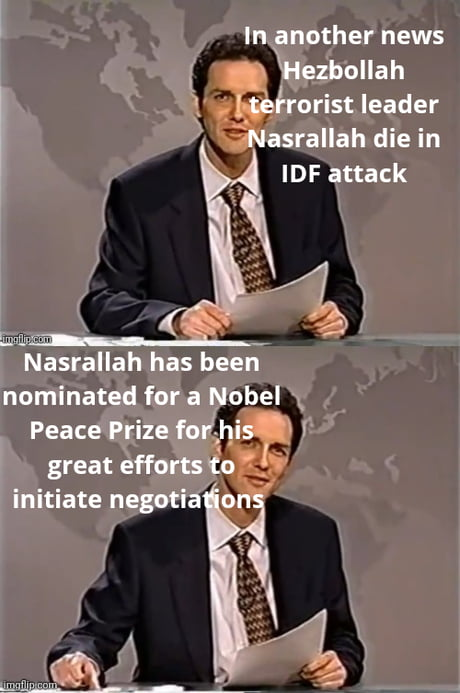 In another news
Hezbollah
terrorist leader
Nasrallah die in
IDF attack
imgflip.com
Nasrallah has been
nominated for a Nobel
Peace Prize for his
great efforts to
initiate negotiations
imgflip.com